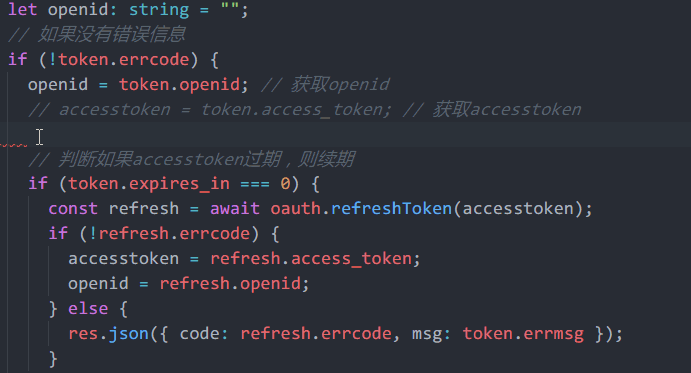 let openid: string = "";
// 如果没有错误信息
if (!token.errcode) {
openid = token.openid; // 获取openid
// accesstoken = token.access_token; // 获取accesstoken
// 判断如果accesstoken过期，则续期
if (token.expires_in === 0) {
const refresh = await oauth.refreshToken(accesstoken);
if (!refresh.errcode) {
accesstoken = refresh.access_token;
openid = refresh.openid;
} else {
res.json({ code: refresh.errcode, msg: token.errmsg });
}